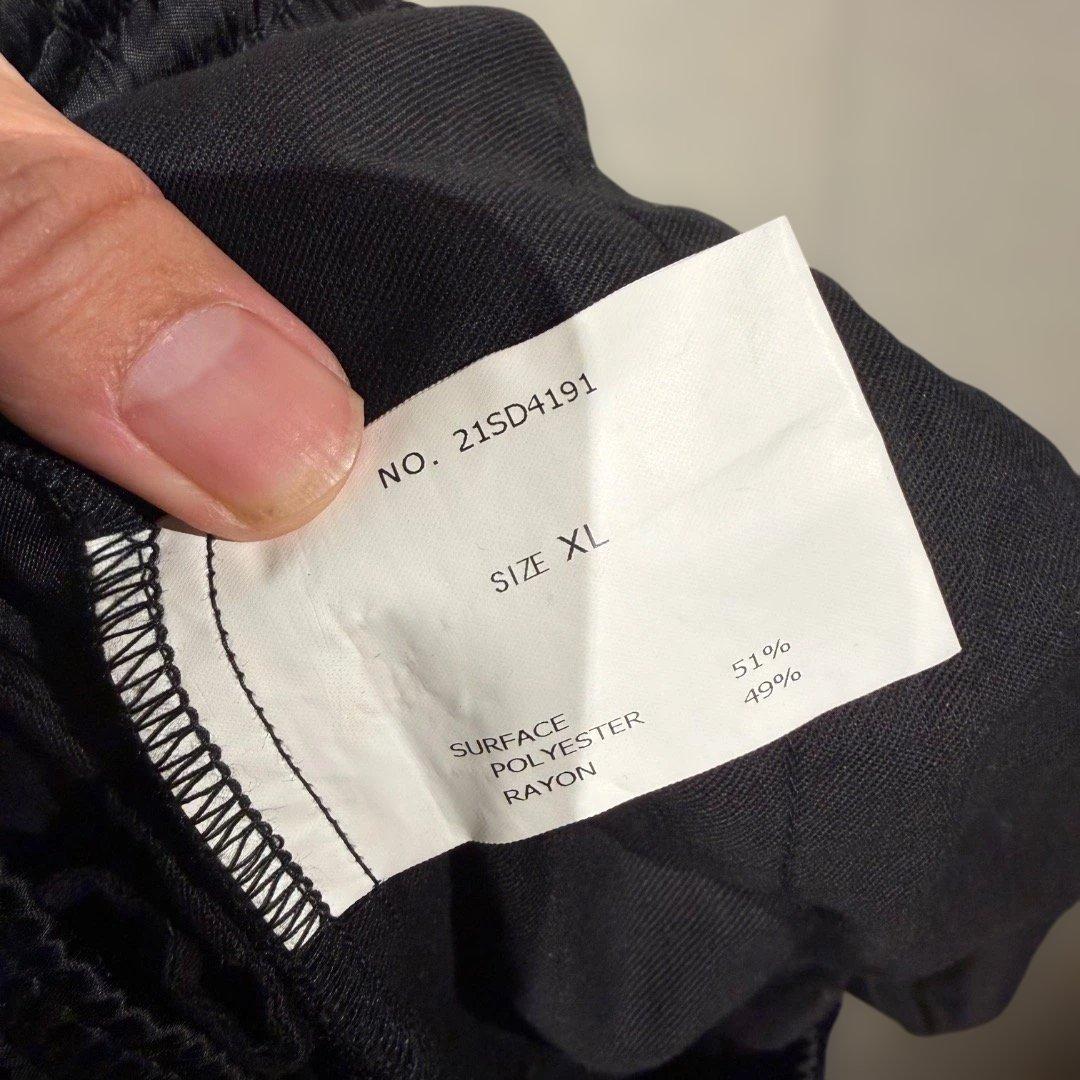 NO. 21SD4191
SIZE XL
SURFACE
POLYESTER 51%
RAYON 49%